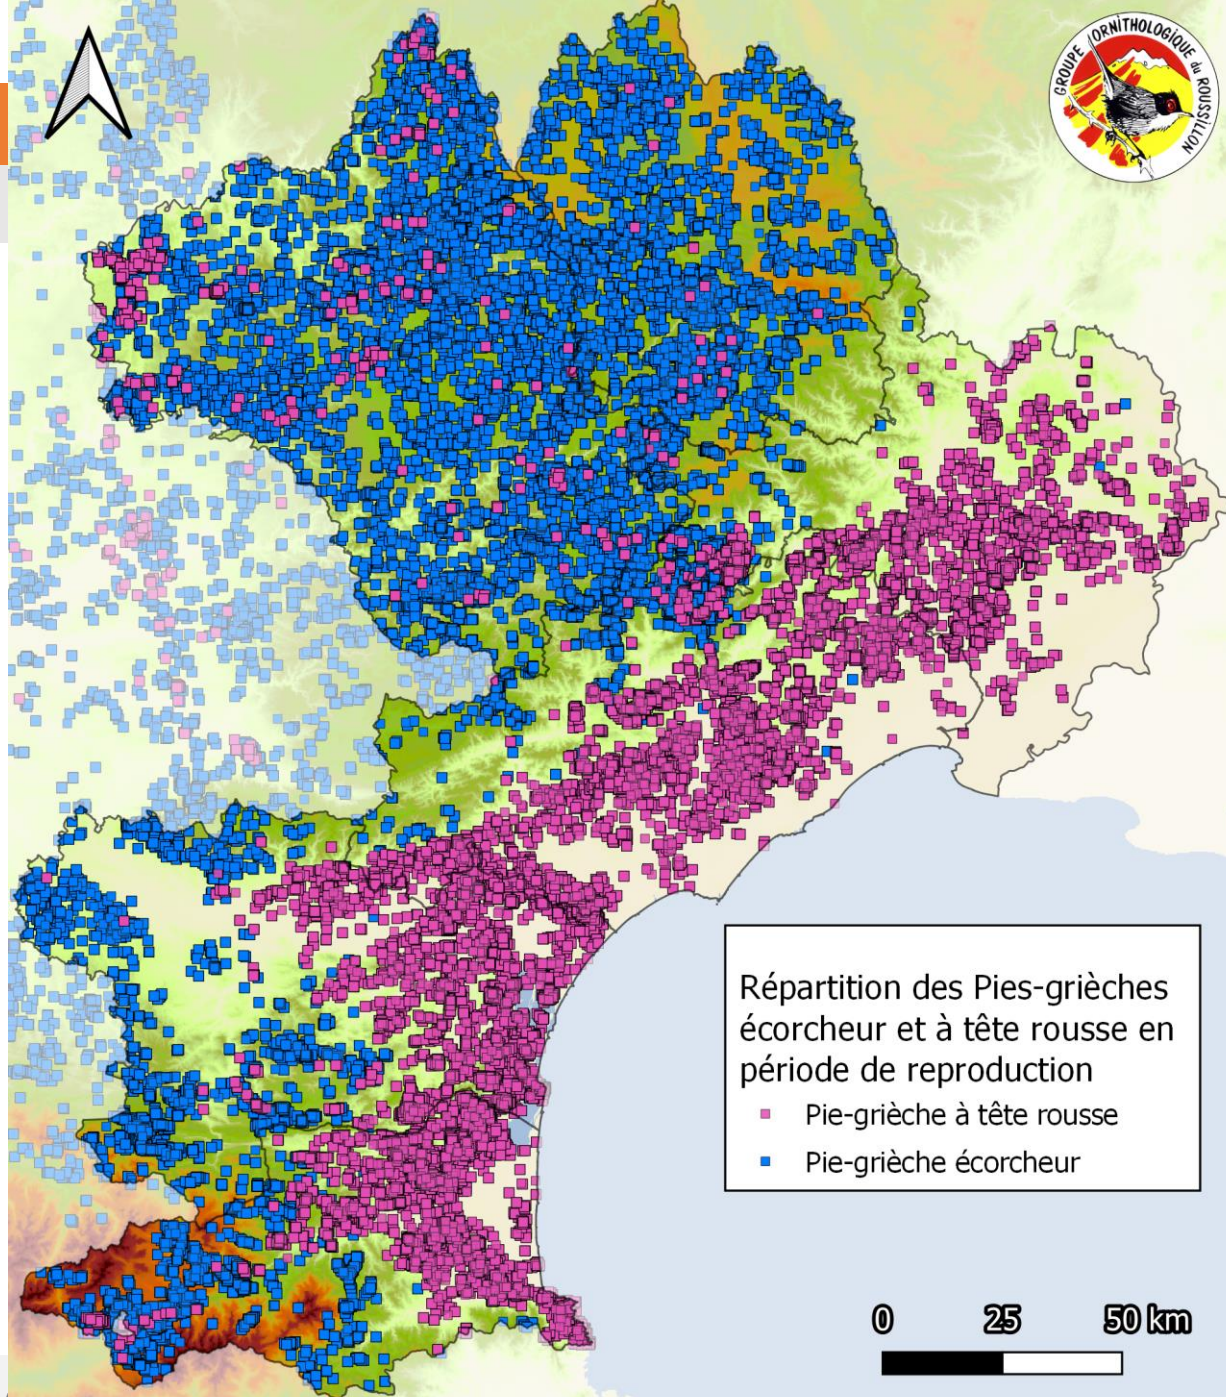 GROUPE ORNITHOLOGIQUE du ROUSSILLON
Répartition des Pies-grièches
écorcheur et à tête rousse en
période de reproduction
Pie-grièche à tête rousse
Pie-grièche écorcheur
0 25 50 km